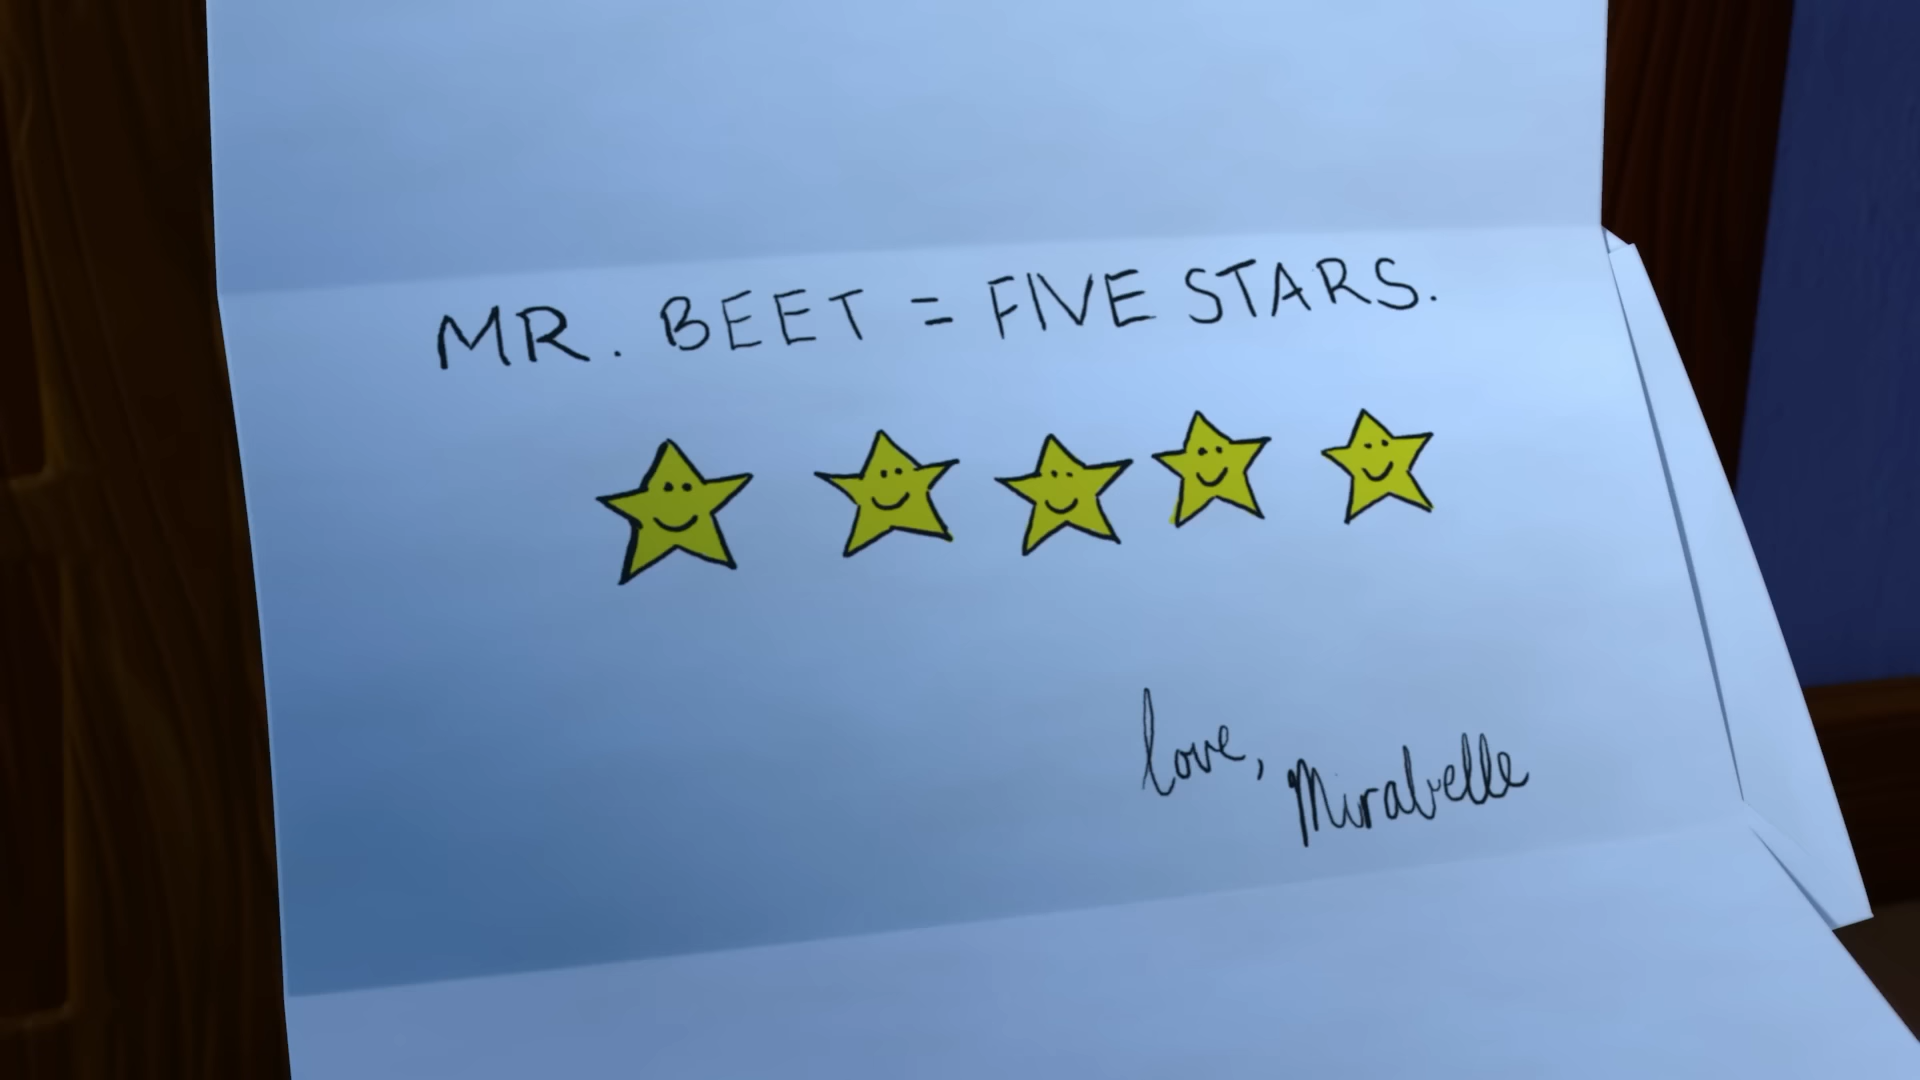 MR. BEET = FIVE STARS.
love,
Mirabelle